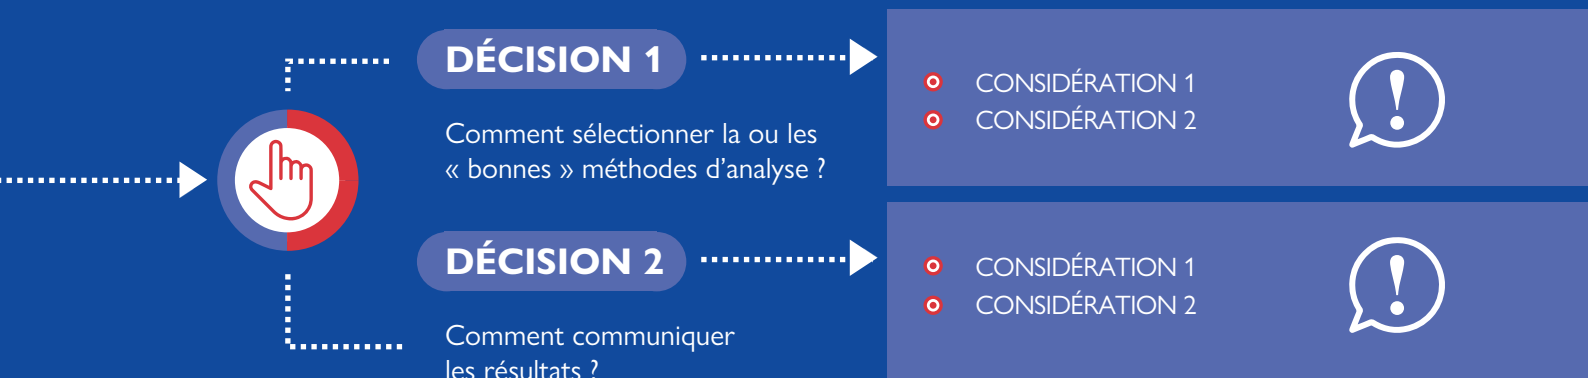 DÉCISION 1
Comment sélectionner la ou les
« bonnes » méthodes d’analyse ?
CONSIDÉRATION 1
CONSIDÉRATION 2
DÉCISION 2
Comment communiquer
les résultats ?
CONSIDÉRATION 1
CONSIDÉRATION 2